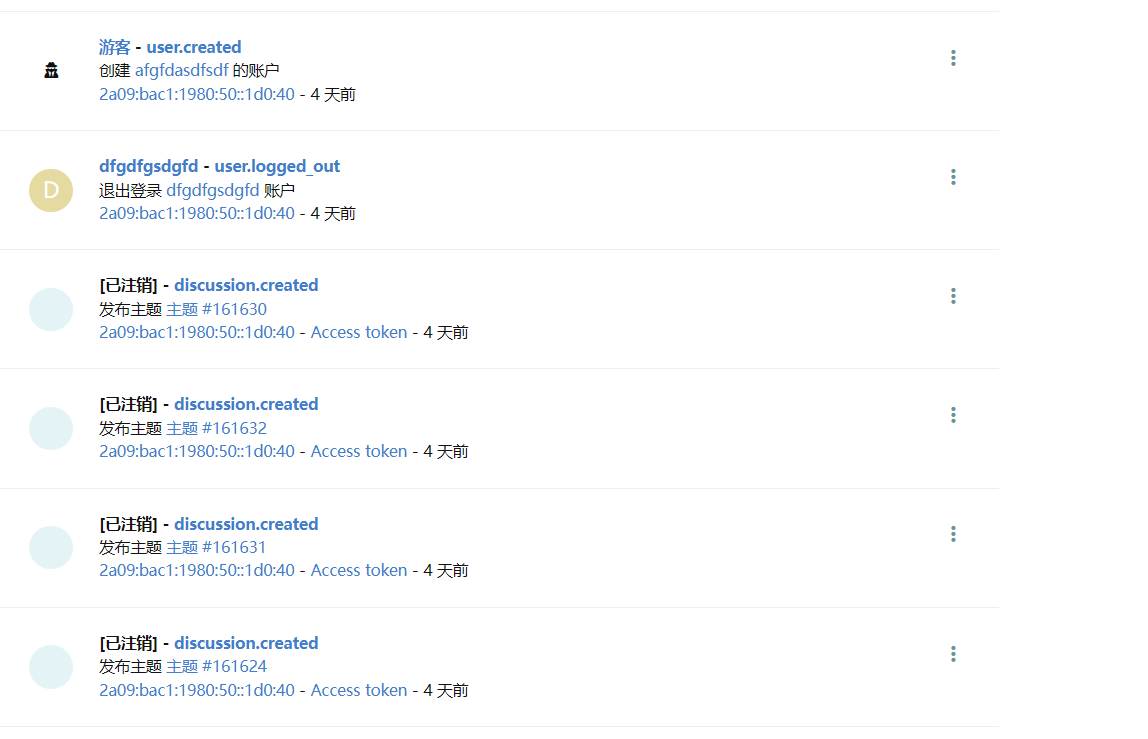 游客 - user.created
创建 afgfdasdfsdf 的账户
2a09:bac1:1980:50::1d0:40 - 4 天前
D
dfgdfgsdgfd - user.logged_out
退出登录 dfgdfgsdgfd 账户
2a09:bac1:1980:50::1d0:40 - 4 天前
[已注销] - discussion.created
发布主题 主题 #161630
2a09:bac1:1980:50::1d0:40 - Access token - 4 天前
[已注销] - discussion.created
发布主题 主题 #161632
2a09:bac1:1980:50::1d0:40 - Access token - 4 天前
[已注销] - discussion.created
发布主题 主题 #161631
2a09:bac1:1980:50::1d0:40 - Access token - 4 天前
[已注销] - discussion.created
发布主题 主题 #161624
2a09:bac1:1980:50::1d0:40 - Access token - 4 天前